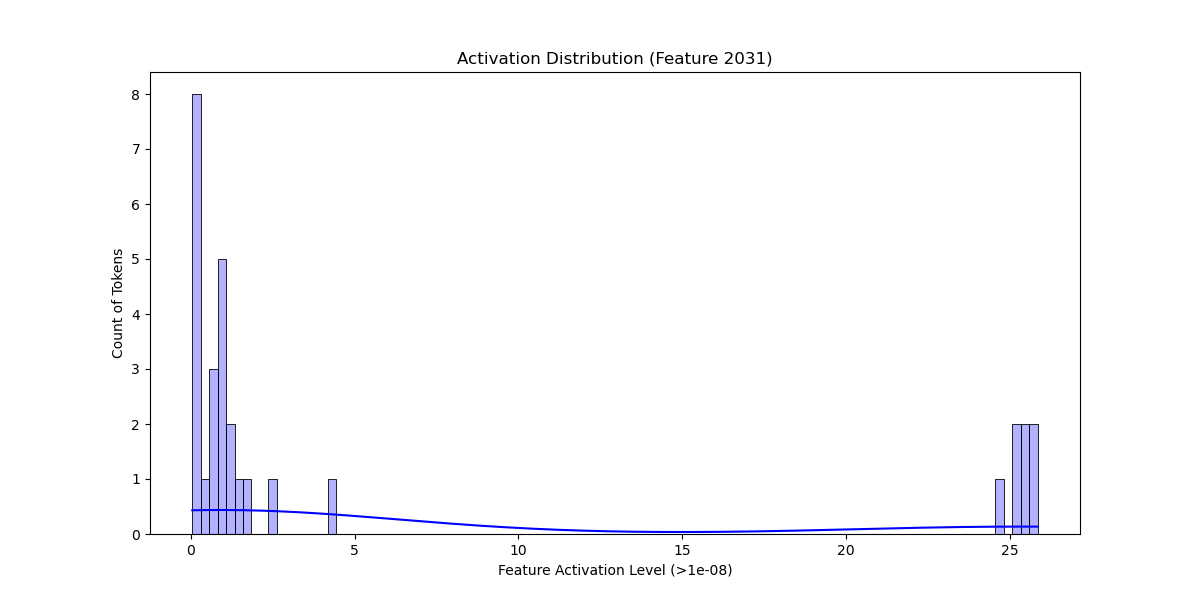 Activation Distribution (Feature 2031)
8
7
6
5
4
3
2
1
0
Count of Tokens
0 5 10 15 20 25
Feature Activation Level (>1e-08)